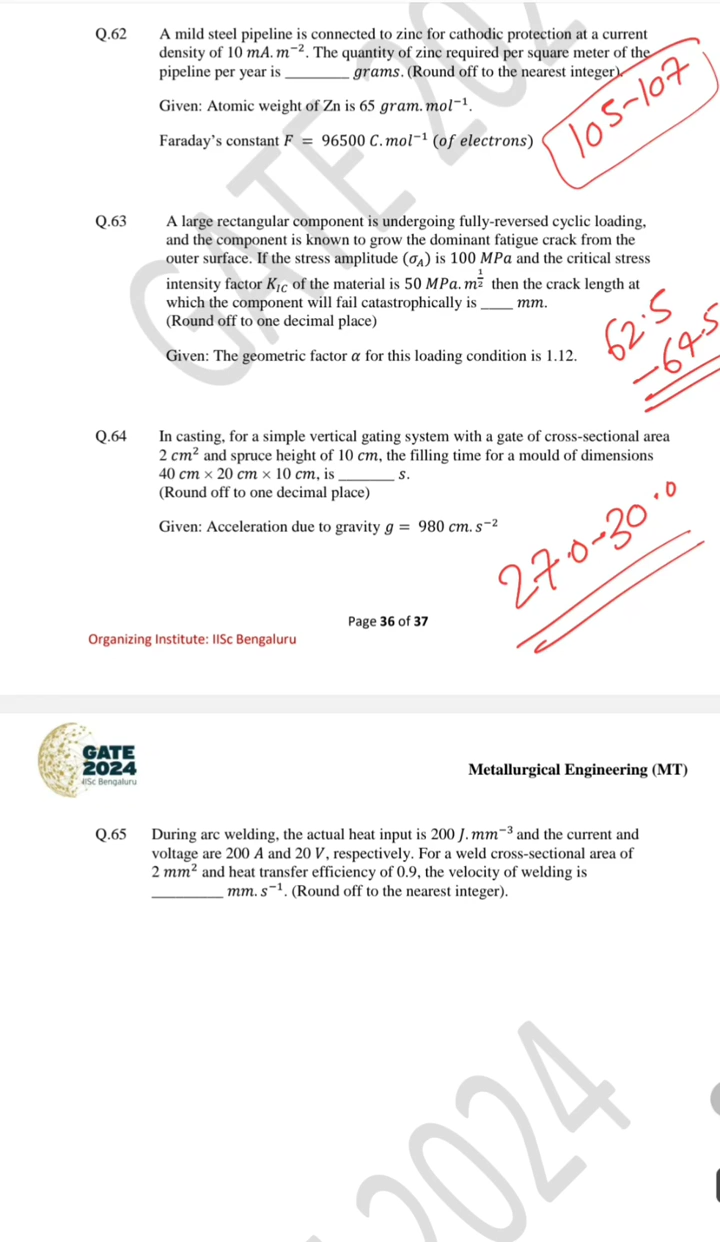 Q.62 A mild steel pipeline is connected to zinc for cathodic protection at a current
density of 10 mA. m⁻². The quantity of zinc required per square meter of the
pipeline per year is ________ grams. (Round off to the nearest integer).
Given: Atomic weight of Zn is 65 gram. mol⁻¹.
Faraday's constant F = 96500 C. mol⁻¹ (of electrons)
105-107
Q.63 A large rectangular component is undergoing fully-reversed cyclic loading,
and the component is known to grow the dominant fatigue crack from the
outer surface. If the stress amplitude (σ_A) is 100 MPa and the critical stress
intensity factor K_IC of the material is 50 MPa. m^(1/2) then the crack length at
which the component will fail catastrophically is ____ mm.
(Round off to one decimal place)
Given: The geometric factor α for this loading condition is 1.12.
62.5
-64.5
Q.64 In casting, for a simple vertical gating system with a gate of cross-sectional area
2 cm² and spruce height of 10 cm, the filling time for a mould of dimensions
40 cm × 20 cm × 10 cm, is ________ s.
(Round off to one decimal place)
Given: Acceleration due to gravity g = 980 cm. s⁻²
27.0-30.0
Page 36 of 37
Organizing Institute: IISc Bengaluru
GATE
2024
IISc Bengaluru
Metallurgical Engineering (MT)
Q.65 During arc welding, the actual heat input is 200 J. mm⁻³ and the current and
voltage are 200 A and 20 V, respectively. For a weld cross-sectional area of
2 mm² and heat transfer efficiency of 0.9, the velocity of welding is
________ mm. s⁻¹. (Round off to the nearest integer).
GATE 202
2024